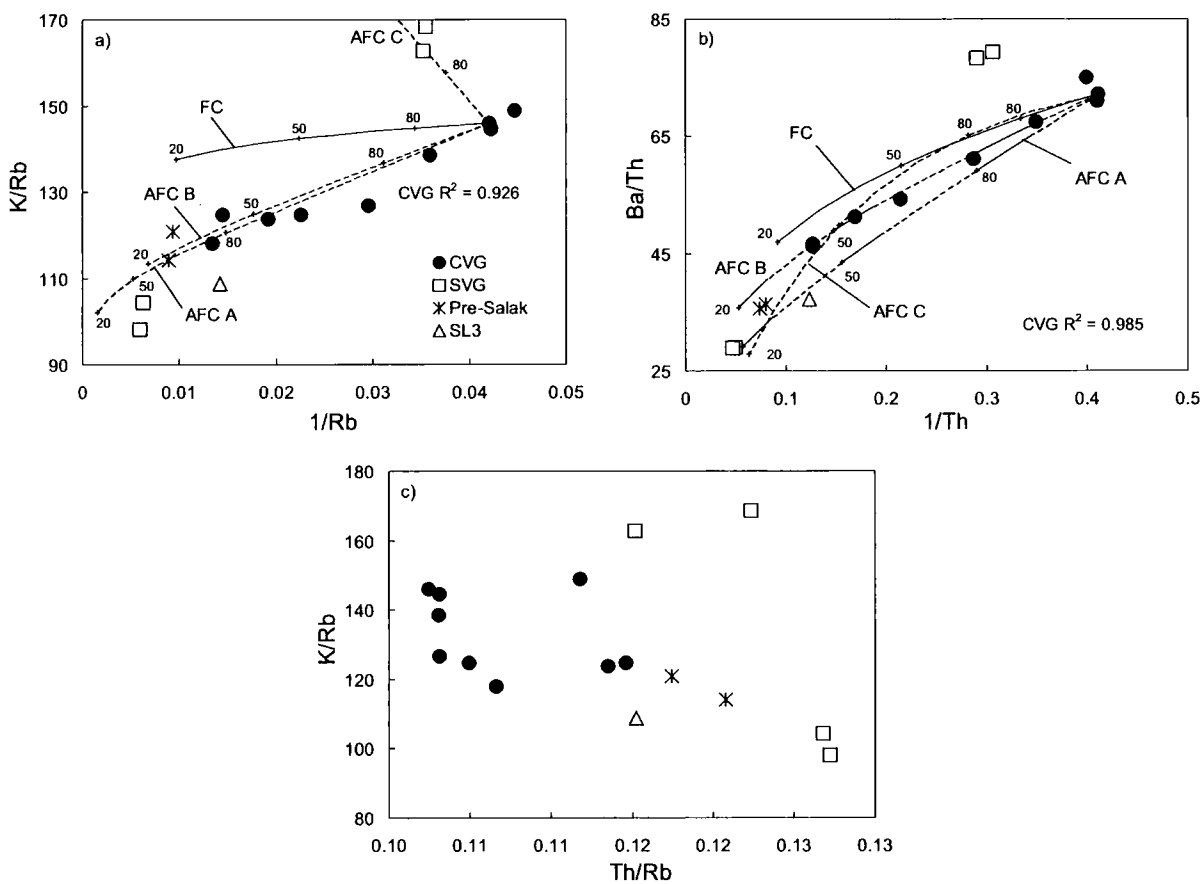 a)
170
150
130
110
90
K/Rb
0
0.01
0.02
0.03
0.04
0.05
1/Rb
AFC C
80
FC
20
50
80
80
AFC B
50
80
20
50
20
AFC A
CVG R² = 0.926
CVG
SVG
Pre-Salak
SL3
b)
85
65
45
25
Ba/Th
0
0.1
0.2
0.3
0.4
0.5
1/Th
FC
80
80
50
20
AFC A
80
AFC B
50
50
20
AFC C
20
CVG R² = 0.985
c)
180
160
140
120
100
80
K/Rb
0.10
0.11
0.11
0.12
0.12
0.13
0.13
Th/Rb